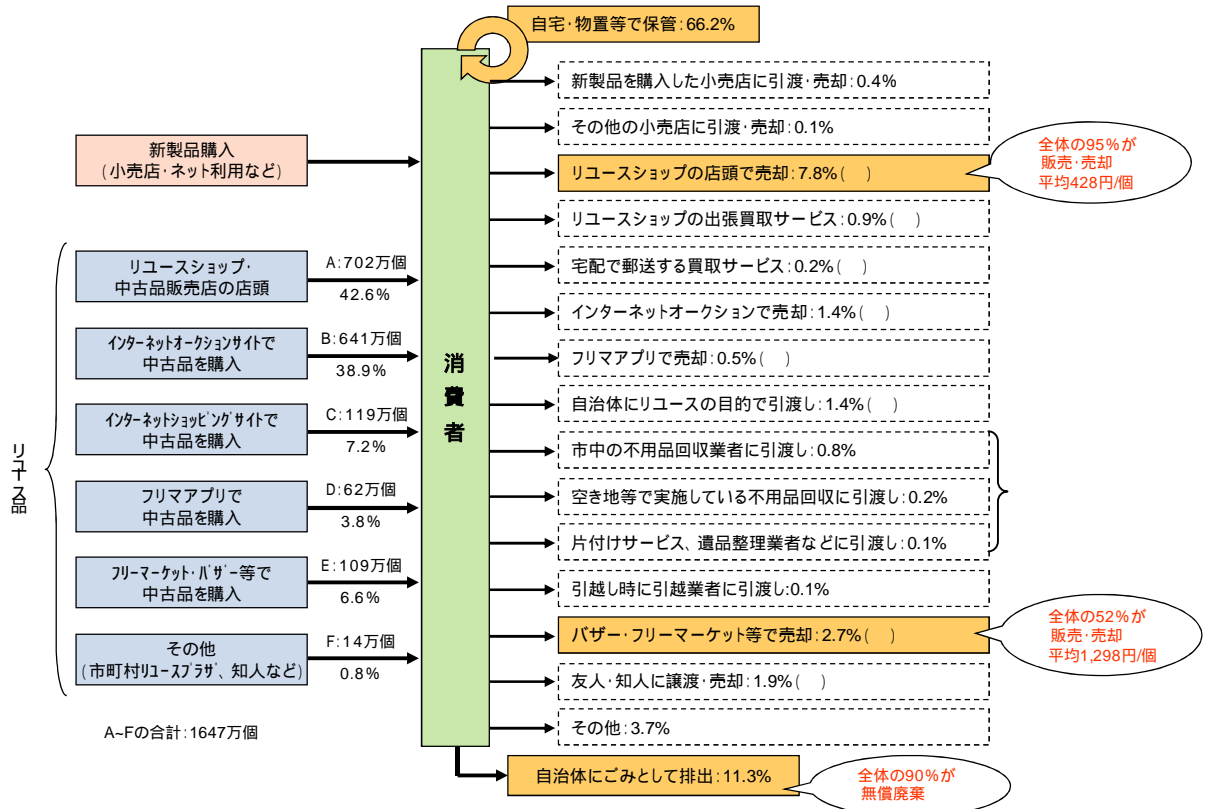 自宅・物置等で保管:66.2%
新製品購入
(小売店・ネット利用など)
リユース品
リユースショップ・
中古品販売店の店頭
A:702万個
42.6%
インターネットオークションサイトで
中古品を購入
B:641万個
38.9%
インターネットショッピングサイトで
中古品を購入
C:119万個
7.2%
フリマアプリで
中古品を購入
D:62万個
3.8%
フリーマーケット・バザー等で
中古品を購入
E:109万個
6.6%
その他
(市町村リユースプラザ、知人など)
F:14万個
0.8%
A~Fの合計:1647万個
消費者
新製品を購入した小売店に引渡・売却:0.4%
その他の小売店に引渡・売却:0.1%
リユースショップの店頭で売却:7.8%( )
全体の95%が
販売・売却
平均428円/個
リユースショップの出張買取サービス:0.9%( )
宅配で郵送する買取サービス:0.2%( )
インターネットオークションで売却:1.4%( )
フリマアプリで売却:0.5%( )
自治体にリユースの目的で引渡し:1.4%( )
市中の不用品回収業者に引渡し:0.8%
空き地等で実施している不用品回収に引渡し:0.2%
片付けサービス、遺品整理業者などに引渡し:0.1%
引越し時に引越業者に引渡し:0.1%
バザー・フリーマーケット等で売却:2.7%( )
全体の52%が
販売・売却
平均1,298円/個
友人・知人に譲渡・売却:1.9%( )
その他:3.7%
自治体にごみとして排出:11.3%
全体の90%が
無償廃棄